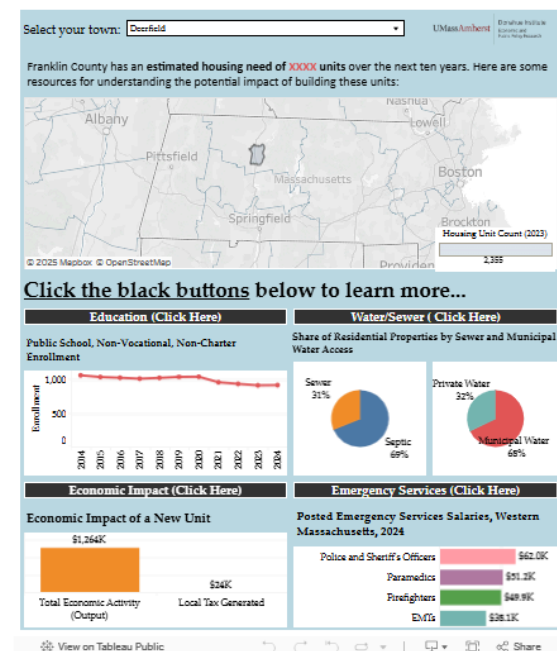 Select your town: Deerfield
UMassAmherst
Donahue Institute
Economic and
Public Policy Research
Franklin County has an estimated housing need of XXXX units over the next ten years. Here are some
resources for understanding the potential impact of building these units:
Nashua
Albany
Lowell
Pittsfield
Boston
Massachusetts
Springfield
Brockton
Housing Unit Count (2023)
2,355
© 2025 Mapbox © OpenStreetMap
Providen
Click the black buttons below to learn more...
Education (Click Here)
Public School, Non-Vocational, Non-Charter
Enrollment
Enrollment
1,000
500
0
2014 2015 2016 2017 2018 2019 2020 2021 2022 2023 2024
Water/Sewer ( Click Here)
Share of Residential Properties by Sewer and Municipal
Water Access
Sewer
31%
Septic
69%
Private Water
32%
Municipal Water
68%
Economic Impact (Click Here)
Economic Impact of a New Unit
$1,264K
$24K
Total Economic Activity
(Output)
Local Tax Generated
Emergency Services (Click Here)
Posted Emergency Services Salaries, Western
Massachusetts, 2024
Police and Sheriff's Officers $62.0K
Paramedics $51.2K
Firefighters $49.9K
EMTs $38.1K
View on Tableau Public
Share